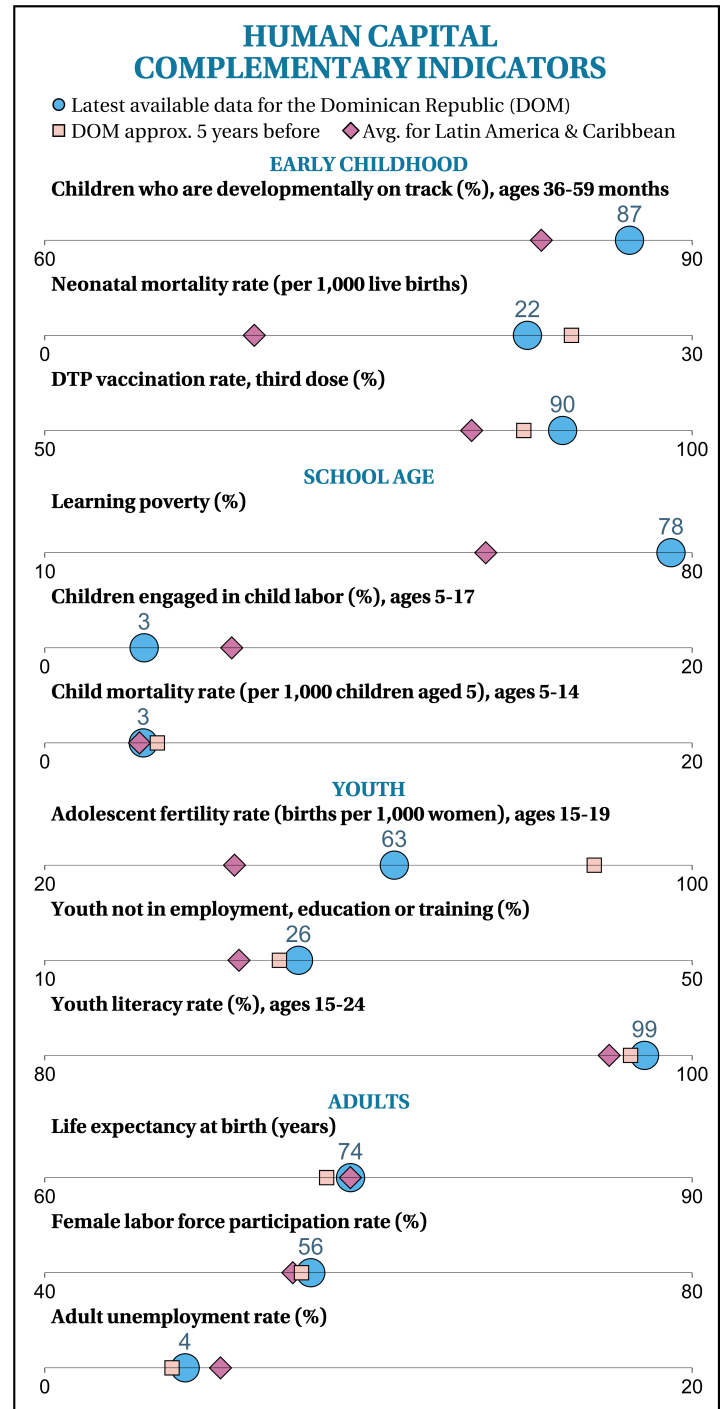 HUMAN CAPITAL
COMPLEMENTARY INDICATORS
Latest available data for the Dominican Republic (DOM)
DOM approx. 5 years before Avg. for Latin America & Caribbean
EARLY CHILDHOOD
Children who are developmentally on track (%), ages 36-59 months
87
60 90
Neonatal mortality rate (per 1,000 live births)
22
0 30
DTP vaccination rate, third dose (%)
90
50 100
SCHOOL AGE
Learning poverty (%)
78
10 80
Children engaged in child labor (%), ages 5-17
3
0 20
Child mortality rate (per 1,000 children aged 5), ages 5-14
3
0 20
YOUTH
Adolescent fertility rate (births per 1,000 women), ages 15-19
63
20 100
Youth not in employment, education or training (%)
26
10 50
Youth literacy rate (%), ages 15-24
99
80 100
ADULTS
Life expectancy at birth (years)
74
60 90
Female labor force participation rate (%)
56
40 80
Adult unemployment rate (%)
4
0 20